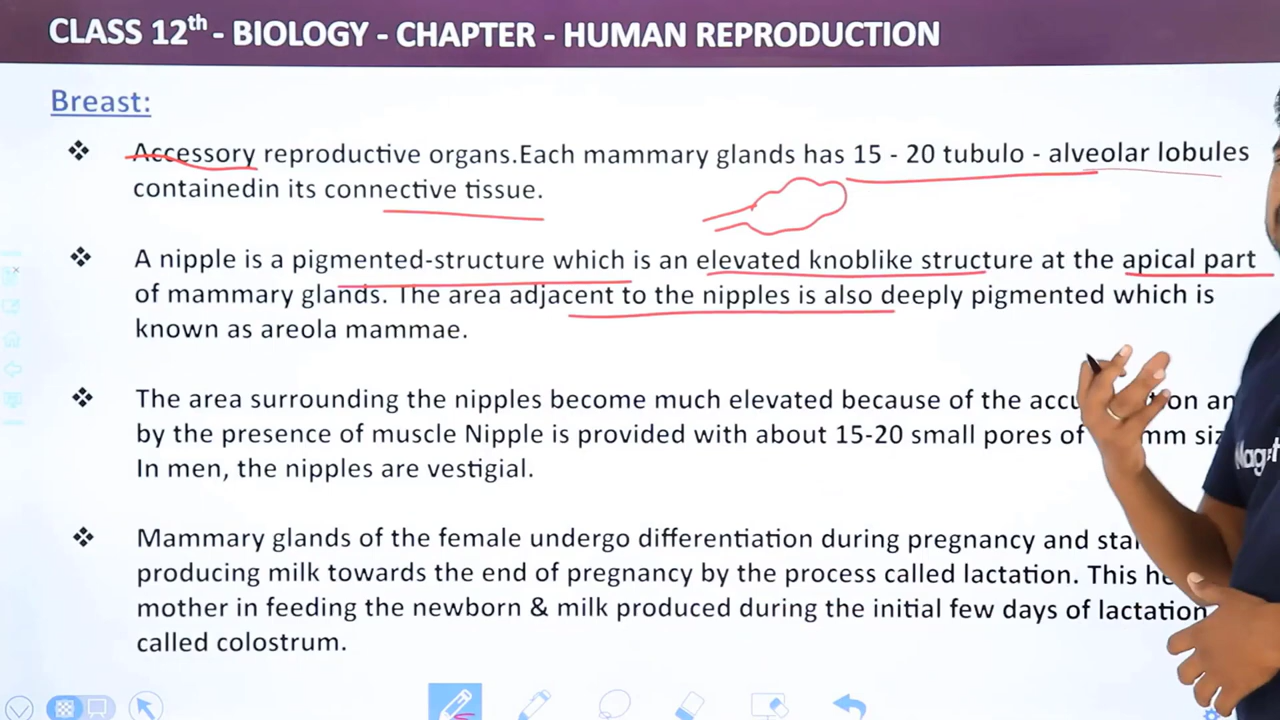 CLASS 12th - BIOLOGY - CHAPTER - HUMAN REPRODUCTION
Breast:
Accessory reproductive organs.Each mammary glands has 15 - 20 tubulo - alveolar lobules
containedin its connective tissue.
A nipple is a pigmented-structure which is an elevated knoblike structure at the apical part
of mammary glands. The area adjacent to the nipples is also deeply pigmented which is
known as areola mammae.
The area surrounding the nipples become much elevated because of the
by the presence of muscle Nipple is provided with about 15-20 small pores of mm
In men, the nipples are vestigial.
Mammary glands of the female undergo differentiation during pregnancy and
producing milk towards the end of pregnancy by the process called lactation. This
mother in feeding the newborn & milk produced during the initial few days of lactation
called colostrum.